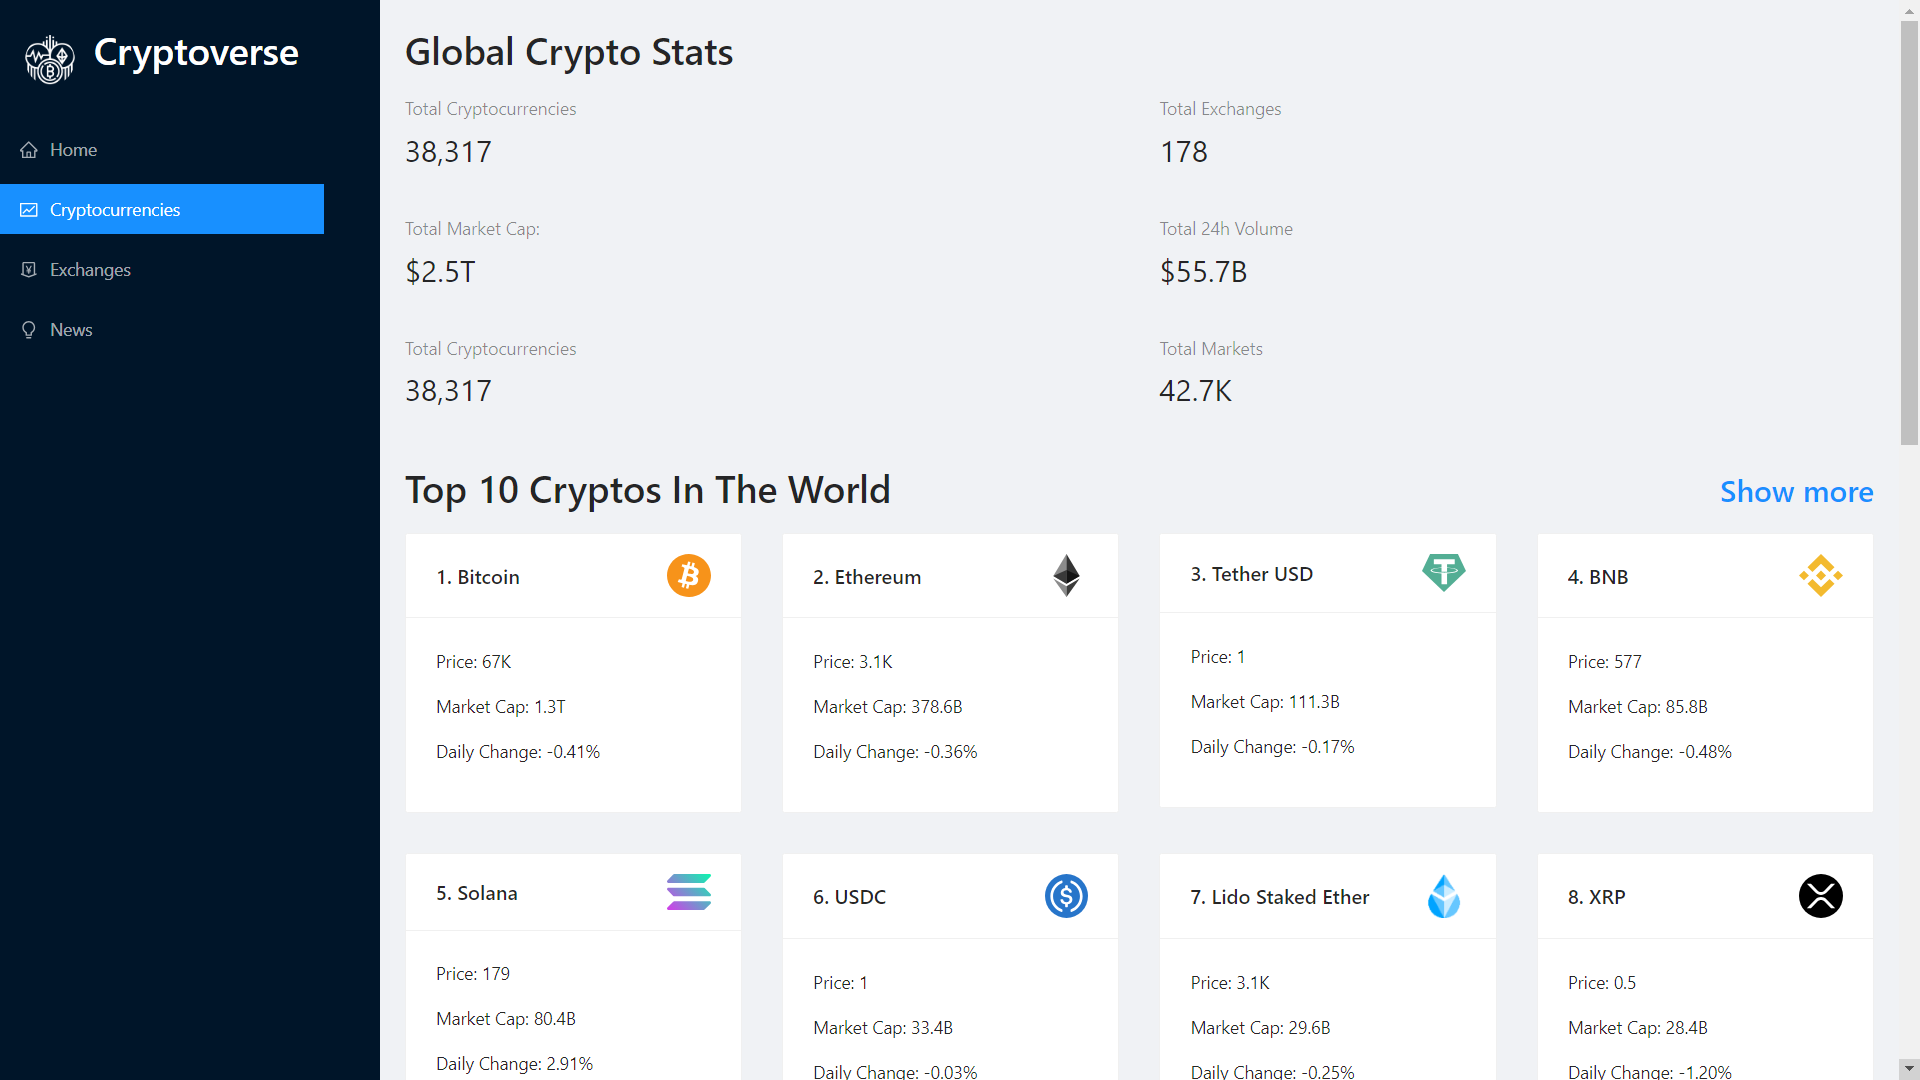 Cryptoverse
Home
Cryptocurrencies
Exchanges
News
Global Crypto Stats
Total Cryptocurrencies
38,317
Total Exchanges
178
Total Market Cap:
$2.5T
Total 24h Volume
$55.7B
Total Cryptocurrencies
38,317
Total Markets
42.7K
Top 10 Cryptos In The World
Show more
1. Bitcoin
Price: 67K
Market Cap: 1.3T
Daily Change: -0.41%
2. Ethereum
Price: 3.1K
Market Cap: 378.6B
Daily Change: -0.36%
3. Tether USD
Price: 1
Market Cap: 111.3B
Daily Change: -0.17%
4. BNB
Price: 577
Market Cap: 85.8B
Daily Change: -0.48%
5. Solana
Price: 179
Market Cap: 80.4B
Daily Change: 2.91%
6. USDC
Price: 1
Market Cap: 33.4B
Daily Change: -0.03%
7. Lido Staked Ether
Price: 3.1K
Market Cap: 29.6B
Daily Change: -0.25%
8. XRP
Price: 0.5
Market Cap: 28.4B
Daily Change: -1.20%